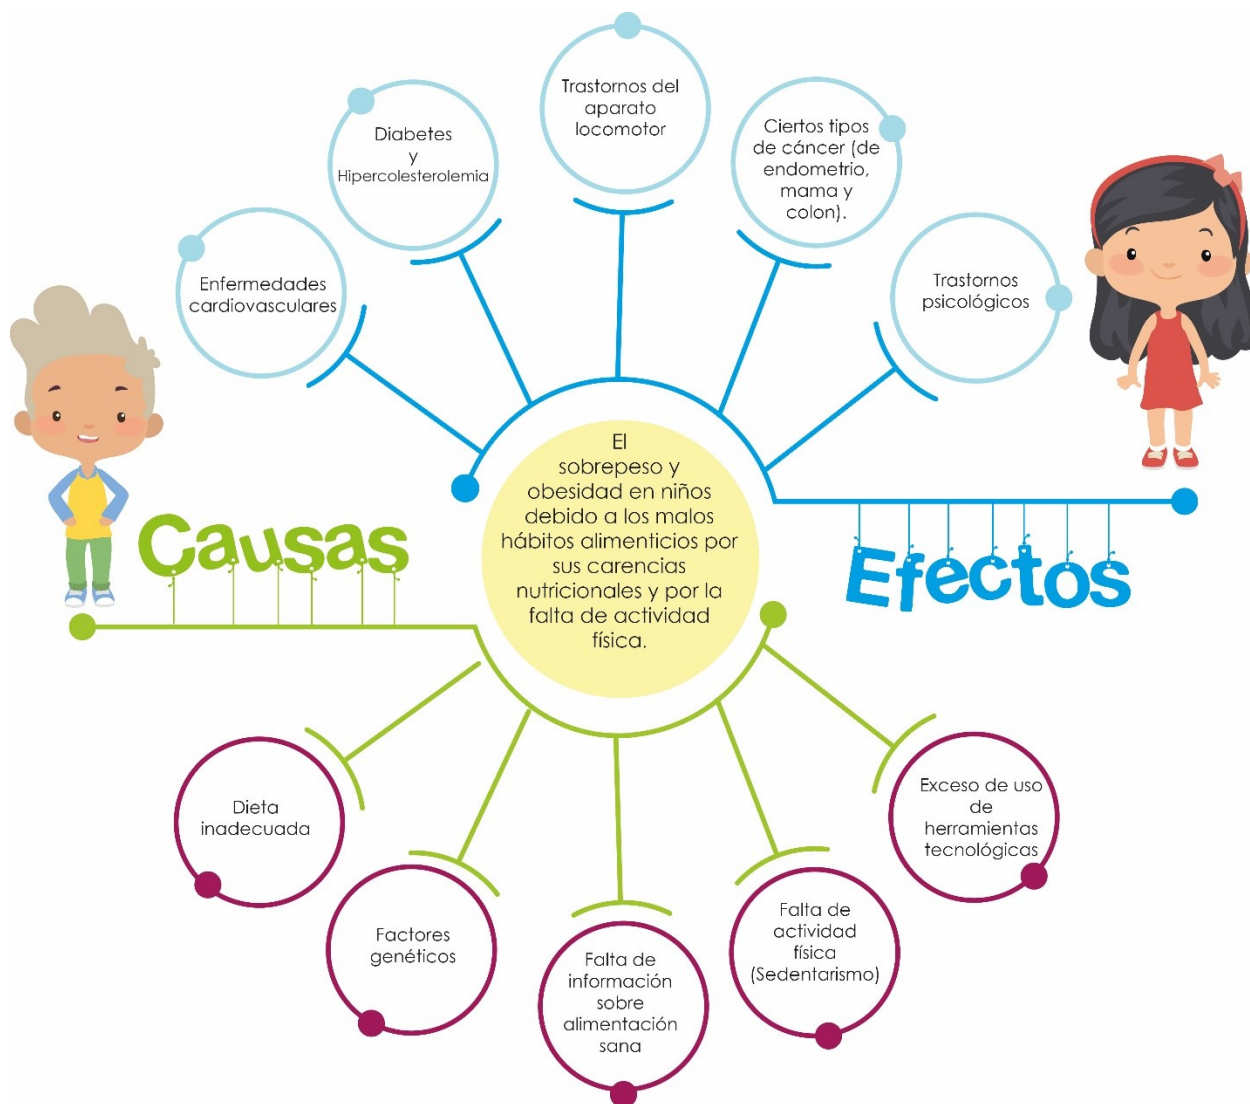 Trastornos del
aparato
locomotor
Diabetes
y
Hipercolesterolemia
Ciertos tipos
de cáncer (de
endometrio,
mama y
colon).
Enfermedades
cardiovasculares
Trastornos
psicológicos
El
sobrepeso y
obesidad en niños
debido a los malos
hábitos alimenticios por
sus carencias
nutricionales y por la
falta de actividad
física.
Causas
Efectos
Dieta
inadecuada
Factores
genéticos
Falta de
información
sobre
alimentación
sana
Falta de
actividad
física
(Sedentarismo)
Exceso de uso
de
herramientas
tecnológicas